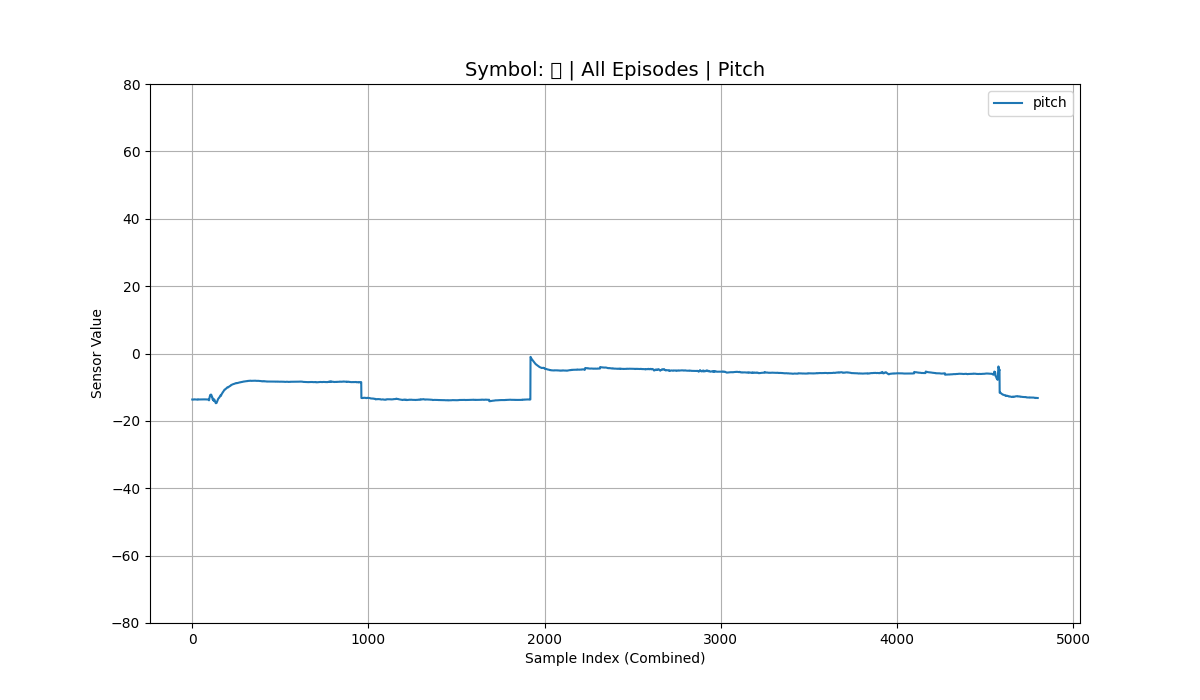 Symbol: | All Episodes | Pitch
pitch
80
60
40
20
0
−20
−40
−60
−80
Sensor Value
0 1000 2000 3000 4000 5000
Sample Index (Combined)